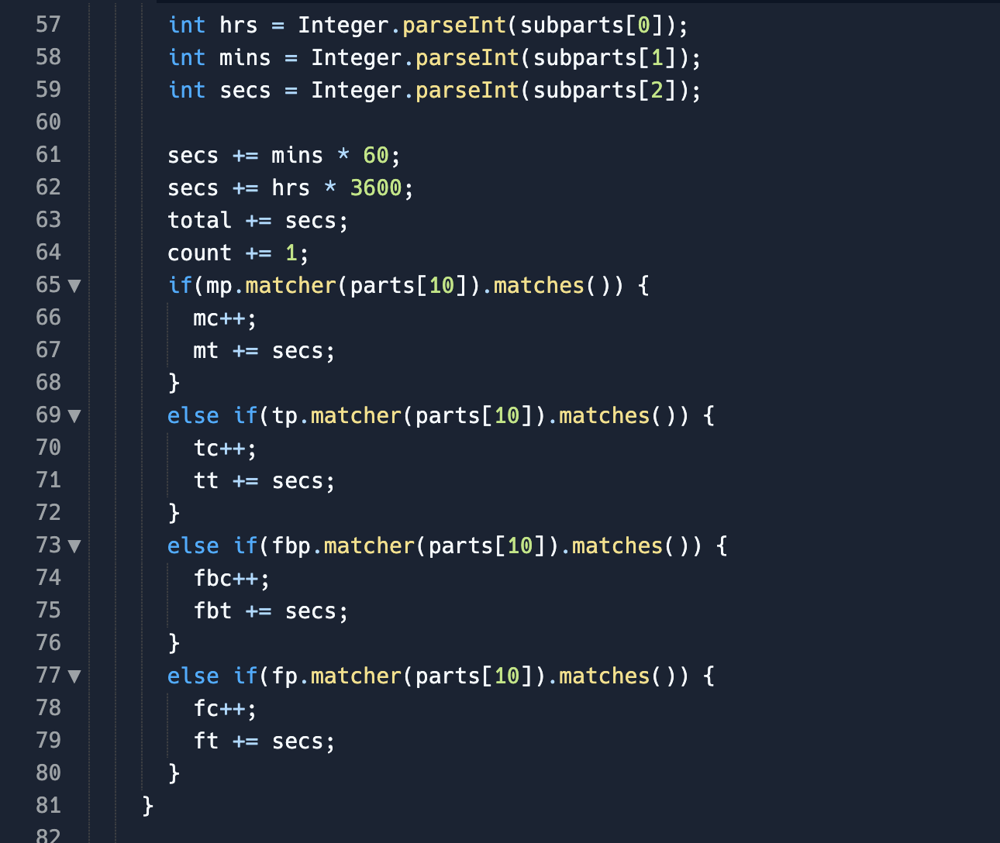 57 int hrs = Integer.parseInt(subparts[0]);
58 int mins = Integer.parseInt(subparts[1]);
59 int secs = Integer.parseInt(subparts[2]);
60
61 secs += mins * 60;
62 secs += hrs * 3600;
63 total += secs;
64 count += 1;
65 ▼ if(mp.matcher(parts[10]).matches()) {
66 mc++;
67 mt += secs;
68 }
69 ▼ else if(tp.matcher(parts[10]).matches()) {
70 tc++;
71 tt += secs;
72 }
73 ▼ else if(fbp.matcher(parts[10]).matches()) {
74 fbc++;
75 fbt += secs;
76 }
77 ▼ else if(fp.matcher(parts[10]).matches()) {
78 fc++;
79 ft += secs;
80 }
81 }
82